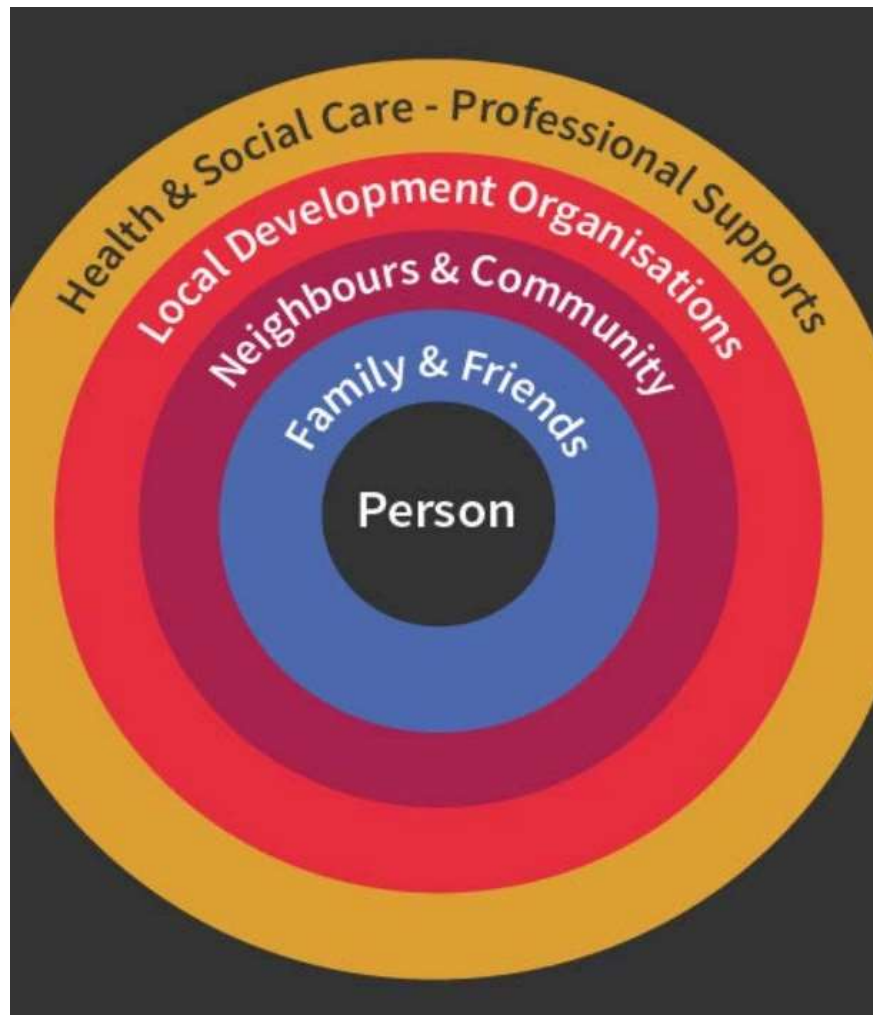 Health & Social Care - Professional Supports
Local Development Organisations
Neighbours & Community
Family & Friends
Person